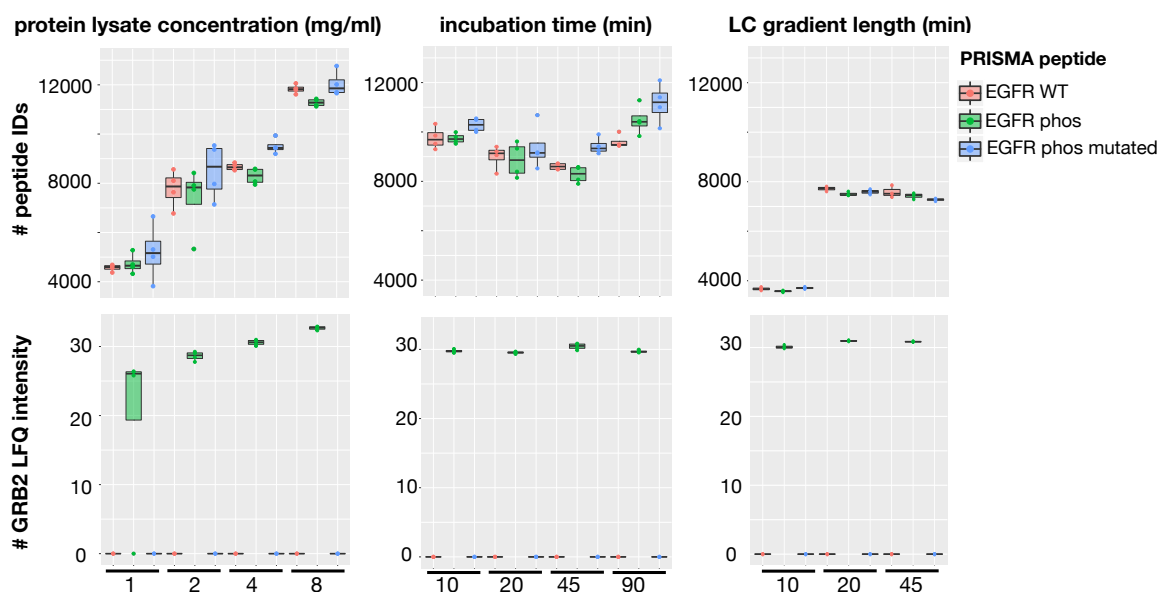 protein lysate concentration (mg/ml) incubation time (min) LC gradient length (min)
PRISMA peptide
EGFR WT
EGFR phos
EGFR phos mutated
# peptide IDs
12000 12000 12000
8000 8000 8000
4000 4000 4000
# GRB2 LFQ intensity
30 30 30
20 20 20
10 10 10
0 0 0
1 2 4 8 10 20 45 90 10 20 45